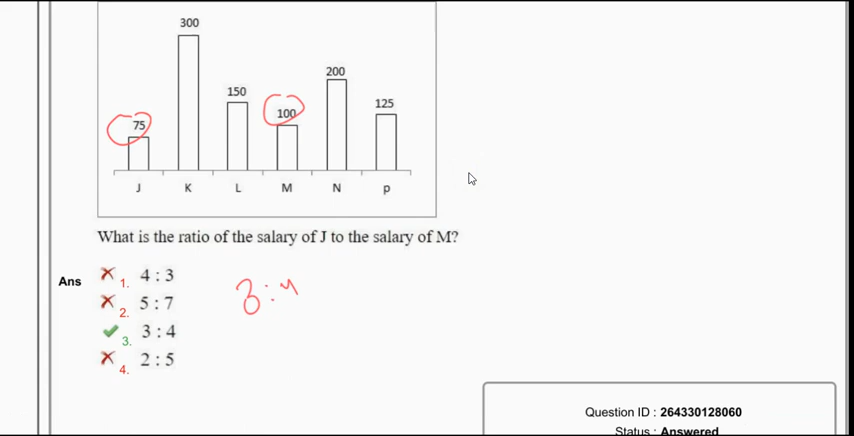 300
200
150
125
100
75
J K L M N p
What is the ratio of the salary of J to the salary of M?
Ans
1. 4 : 3
2. 5 : 7
3. 3 : 4
4. 2 : 5
3:4
Question ID : 264330128060
Status : Answered